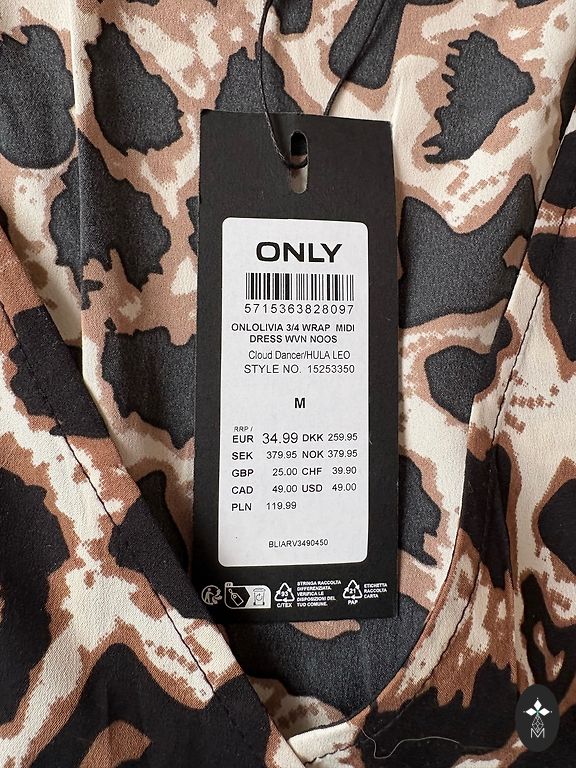 ONLY
5715363828097
ONLOLIVIA 3/4 WRAP MIDI
DRESS WVN NOOS
Cloud Dancer/HULA LEO
STYLE NO. 15253350
M
RRP /
EUR 34.99 DKK 259.95
SEK 379.95 NOK 379.95
GBP 25.00 CHF 39.90
CAD 49.00 USD 49.00
PLN 119.99
BLIARV3490450
93
C/TEX
STRINGA RACCOLTA
DIFFERENZIATA.
VERIFICA LE
DISPOSIZIONI DEL
TUO COMUNE.
21
PAP
ETICHETTA
RACCOLTA
CARTA
M